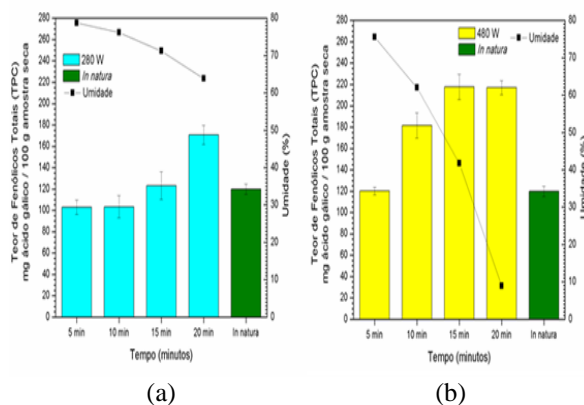 Teor de Fenólicos Totais (TPC)
mg ácido gálico / 100 g amostra seca
280
260
240
220
200
180
160
140
120
100
80
60
40
20
0
280 W
In natura
Umidade
80
70
60
50
40
30
20
10
0
Umidade (%)
5 min 10 min 15 min 20 min In natura
Tempo (minutos)
(a)
Teor de Fenólicos Totais (TPC)
mg ácido gálico / 100 g amostra seca
280
260
240
220
200
180
160
140
120
100
80
60
40
20
0
480 W
In natura
Umidade
80
70
60
50
40
30
20
10
0
Umidade (%)
5 min 10 min 15 min 20 min In natura
Tempo (minutos)
(b)